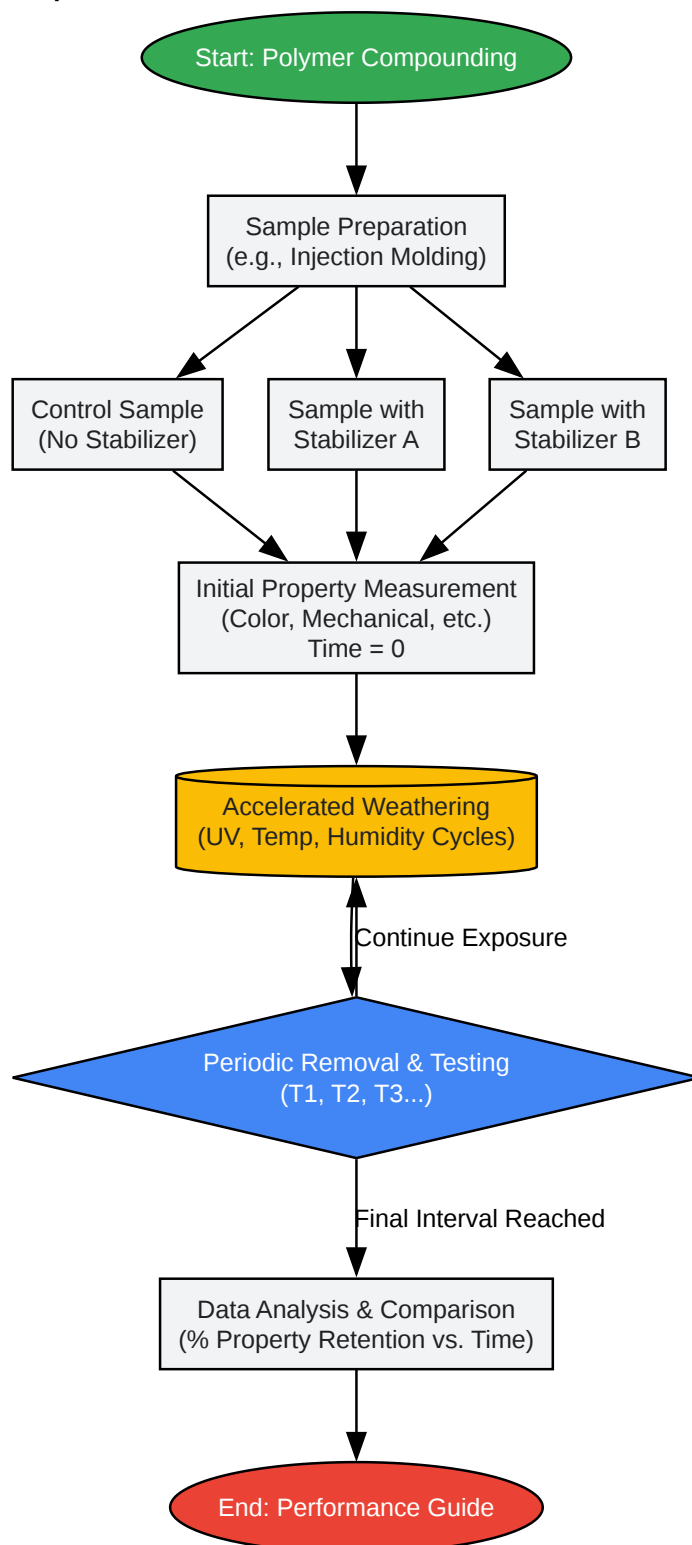 Start: Polymer Compounding
Sample Preparation
(e.g., Injection Molding)
Control Sample
(No Stabilizer)
Sample with
Stabilizer A
Sample with
Stabilizer B
Initial Property Measurement
(Color, Mechanical, etc.)
Time = 0
Accelerated Weathering
(UV, Temp, Humidity Cycles)
Continue Exposure
Periodic Removal & Testing
(T1, T2, T3...)
Final Interval Reached
Data Analysis & Comparison
(% Property Retention vs. Time)
End: Performance Guide